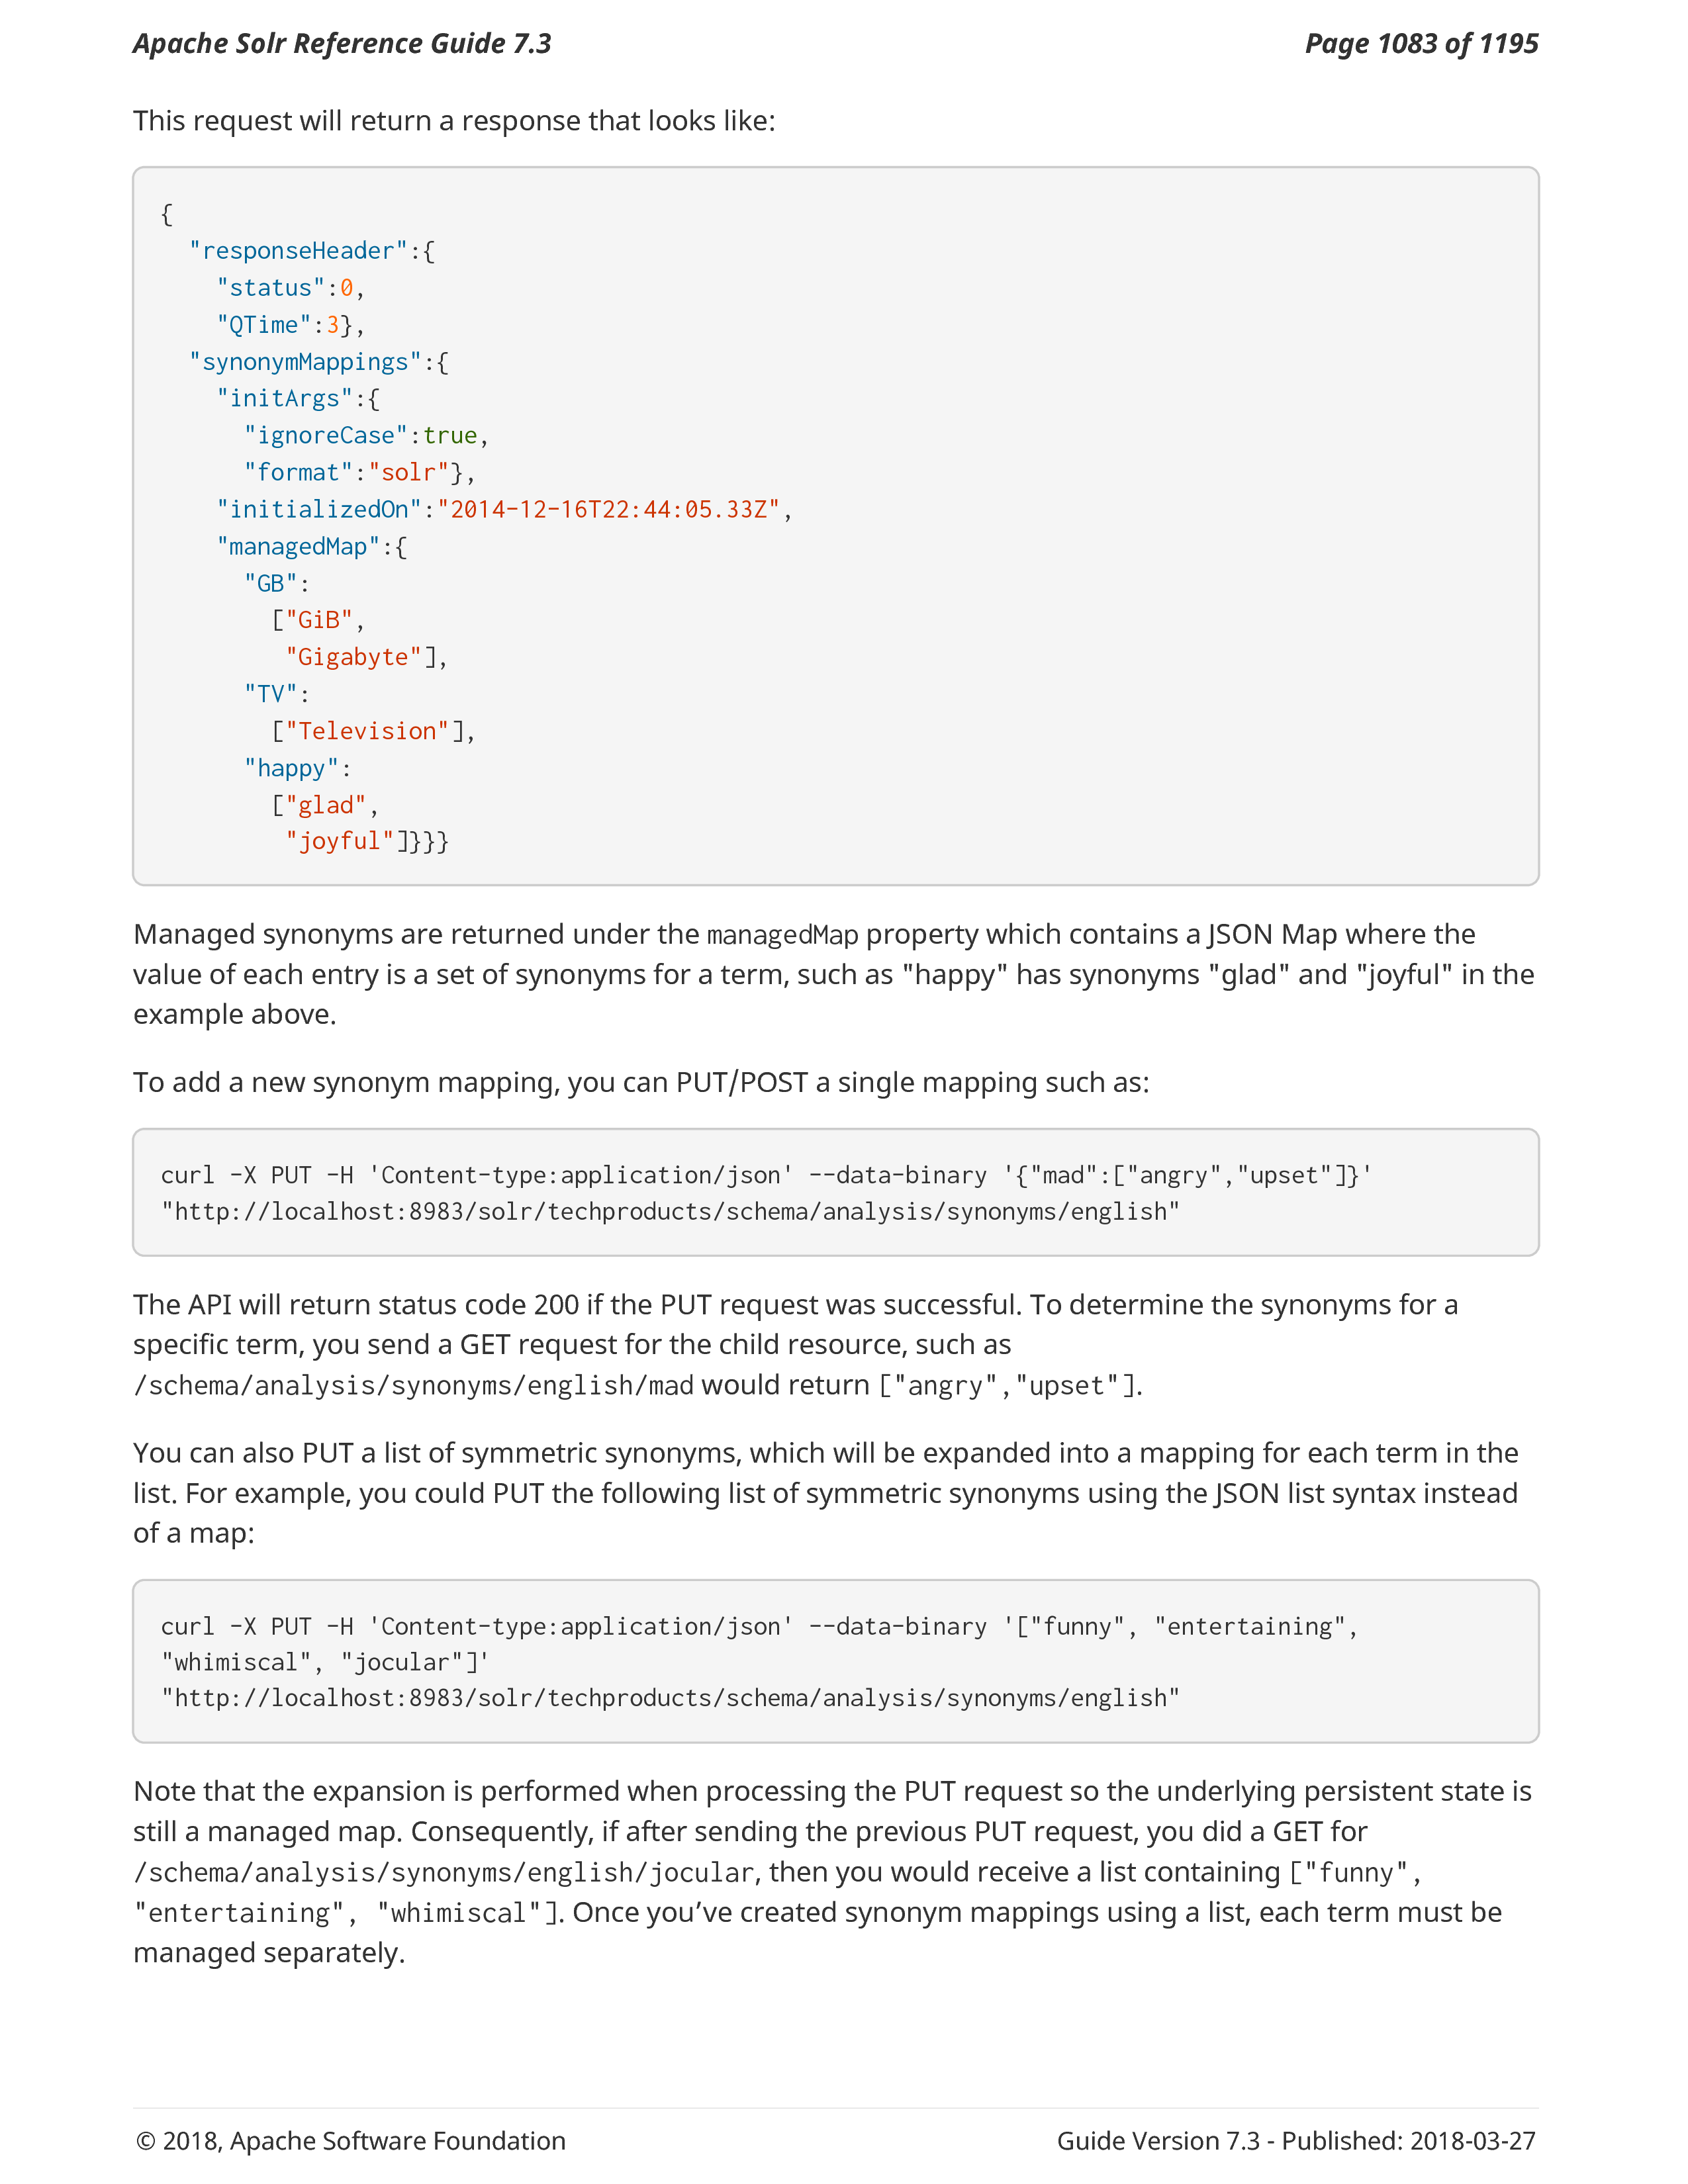 Apache Solr Reference Guide 7.3 Page 1083 of 1195
This request will return a response that looks like:
{
  "responseHeader":{
    "status":0,
    "QTime":3},
  "synonymMappings":{
    "initArgs":{
      "ignoreCase":true,
      "format":"solr"},
    "initializedOn":"2014-12-16T22:44:05.33Z",
    "managedMap":{
      "GB":
        ["GiB",
         "Gigabyte"],
      "TV":
        ["Television"],
      "happy":
        ["glad",
         "joyful"]}}}
Managed synonyms are returned under the managedMap property which contains a JSON Map where the
value of each entry is a set of synonyms for a term, such as "happy" has synonyms "glad" and "joyful" in the
example above.
To add a new synonym mapping, you can PUT/POST a single mapping such as:
curl -X PUT -H 'Content-type:application/json' --data-binary '{"mad":["angry","upset"]}'
"http://localhost:8983/solr/techproducts/schema/analysis/synonyms/english"
The API will return status code 200 if the PUT request was successful. To determine the synonyms for a
specific term, you send a GET request for the child resource, such as
/schema/analysis/synonyms/english/mad would return ["angry","upset"].
You can also PUT a list of symmetric synonyms, which will be expanded into a mapping for each term in the
list. For example, you could PUT the following list of symmetric synonyms using the JSON list syntax instead
of a map:
curl -X PUT -H 'Content-type:application/json' --data-binary '["funny", "entertaining",
"whimiscal", "jocular"]'
"http://localhost:8983/solr/techproducts/schema/analysis/synonyms/english"
Note that the expansion is performed when processing the PUT request so the underlying persistent state is
still a managed map. Consequently, if after sending the previous PUT request, you did a GET for
/schema/analysis/synonyms/english/jocular, then you would receive a list containing ["funny",
"entertaining", "whimiscal"]. Once you’ve created synonym mappings using a list, each term must be
managed separately.
© 2018, Apache Software Foundation Guide Version 7.3 - Published: 2018-03-27